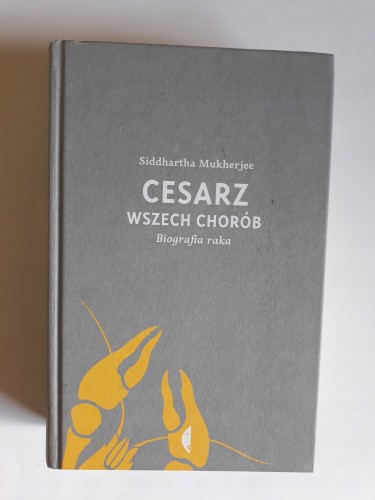 Siddhartha Mukherjee
CESARZ
WSZECH CHORÓB
Biografia raka